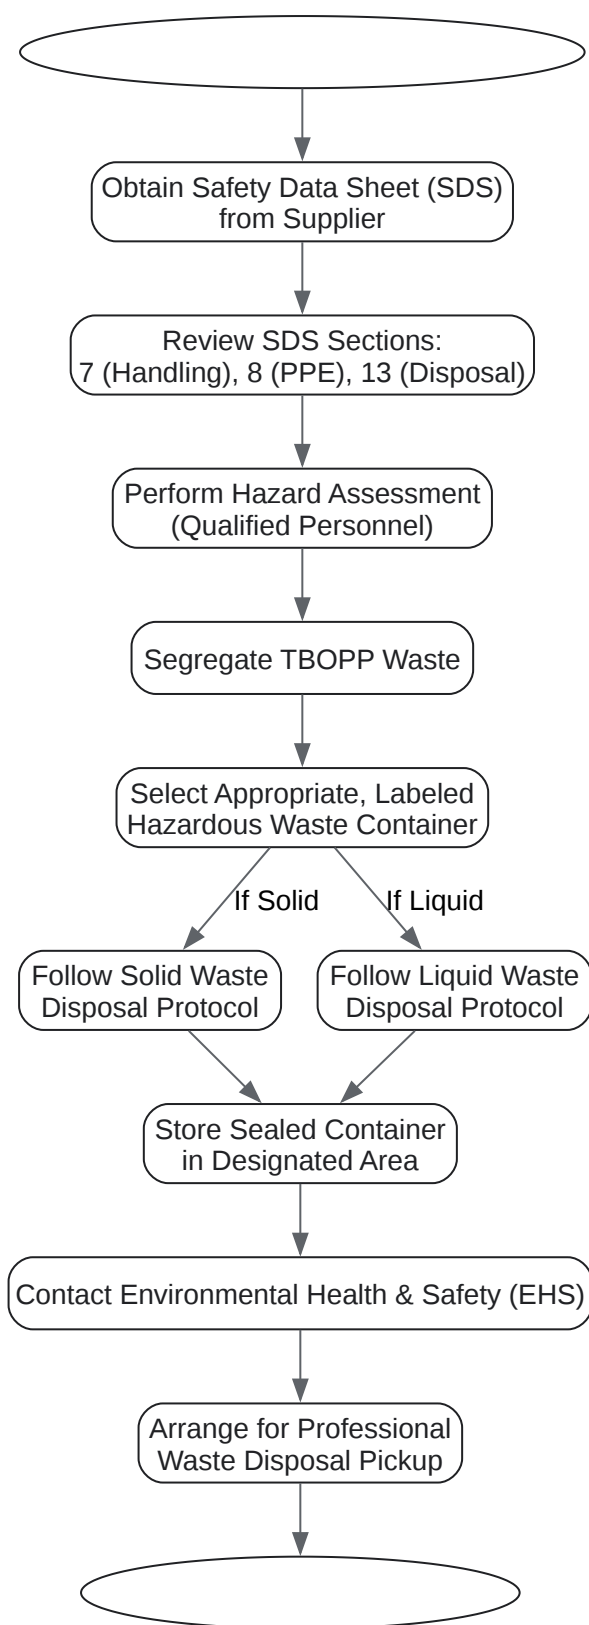 Obtain Safety Data Sheet (SDS)
from Supplier
Review SDS Sections:
7 (Handling), 8 (PPE), 13 (Disposal)
Perform Hazard Assessment
(Qualified Personnel)
Segregate TBOPP Waste
Select Appropriate, Labeled
Hazardous Waste Container
If Solid
If Liquid
Follow Solid Waste
Disposal Protocol
Follow Liquid Waste
Disposal Protocol
Store Sealed Container
in Designated Area
Contact Environmental Health & Safety (EHS)
Arrange for Professional
Waste Disposal Pickup